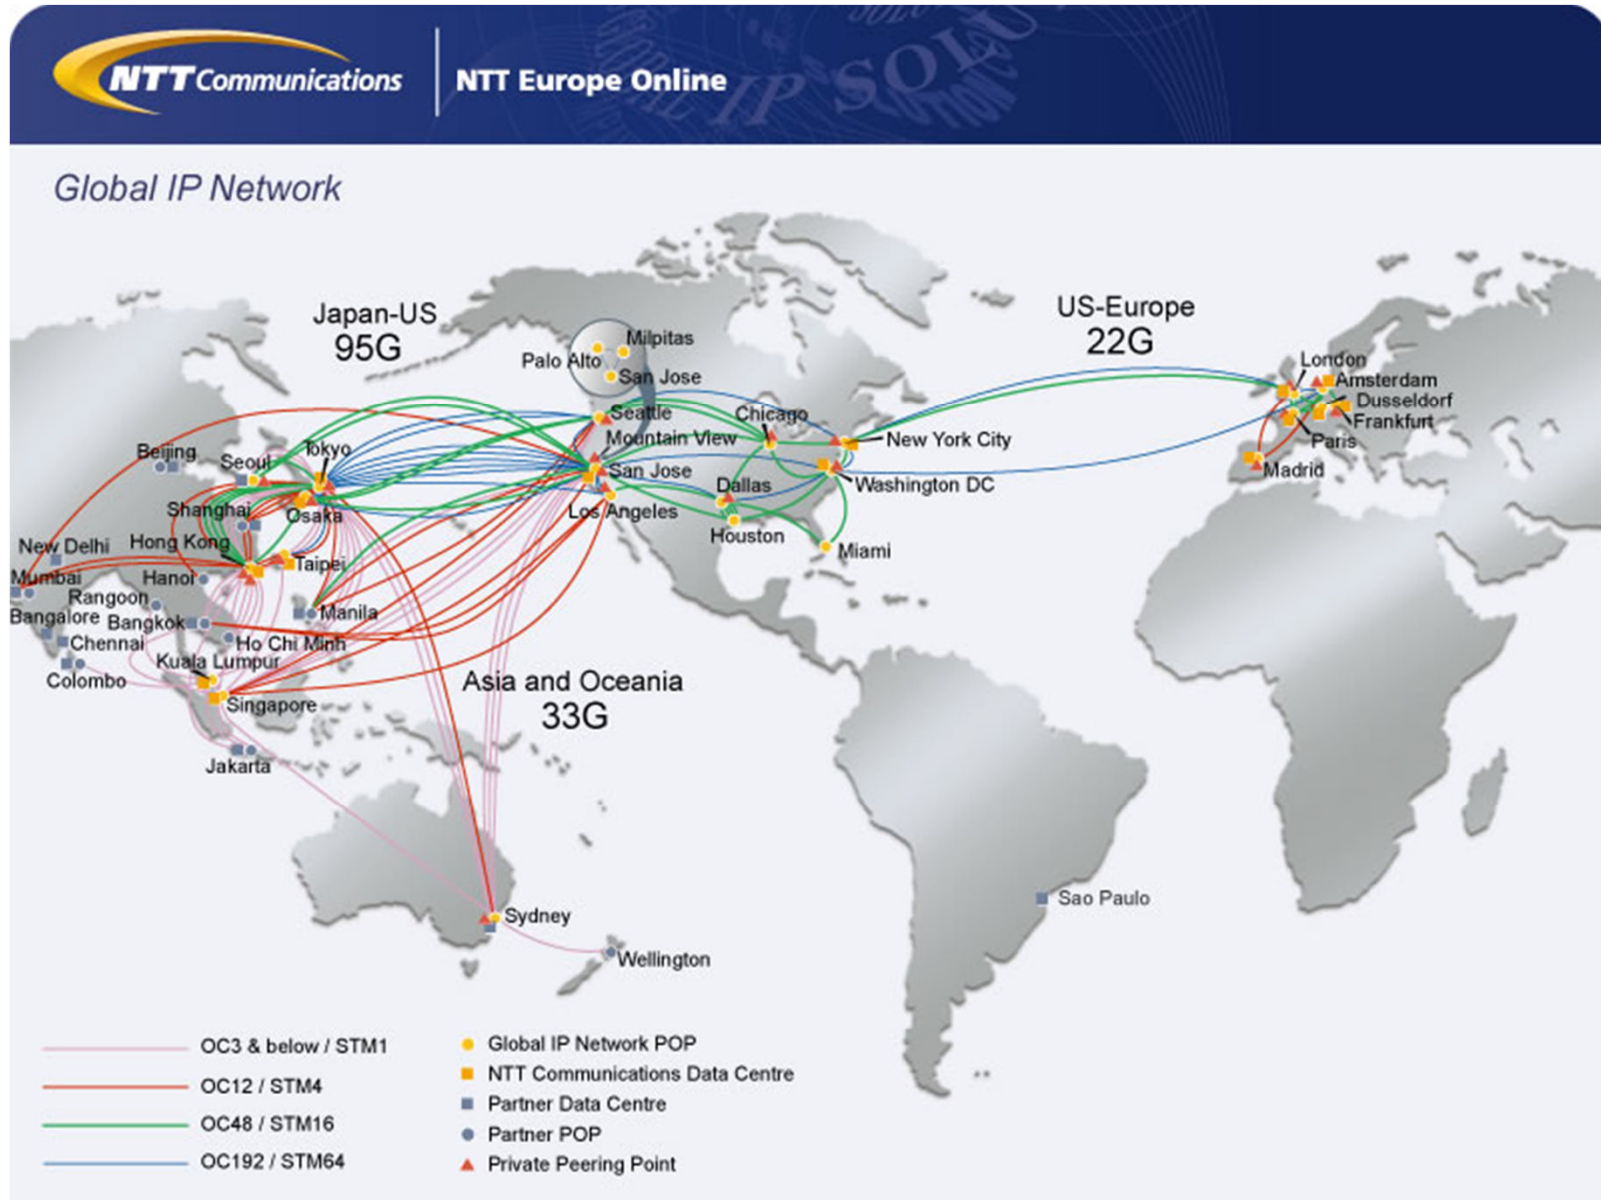 NTT Communications
NTT Europe Online
GLOBAL IP SOLU
Global IP Network
Japan-US
95G
US-Europe
22G
Milpitas
Palo Alto
San Jose
London
Amsterdam
Dusseldorf
Frankfurt
Paris
Madrid
Seattle
Chicago
Mountain View
New York City
San Jose
Dallas
Washington DC
Los Angeles
Houston
Miami
Beijing
Seoul
Tokyo
Shanghai
Osaka
Hong Kong
New Delhi
Taipei
Mumbai
Hanoi
Rangoon
Manila
Bangalore
Bangkok
Chennai
Ho Chi Minh
Kuala Lumpur
Colombo
Singapore
Asia and Oceania
33G
Jakarta
Sao Paulo
Sydney
Wellington
OC3 & below / STM1
OC12 / STM4
OC48 / STM16
OC192 / STM64
Global IP Network POP
NTT Communications Data Centre
Partner Data Centre
Partner POP
Private Peering Point